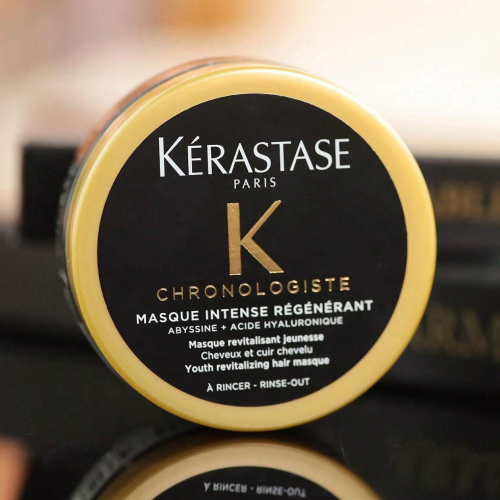 KÉRASTASE
PARIS
K
CHRONOLOGISTE
MASQUE INTENSE RÉGÉNÉRANT
ABYSSINE + ACIDE HYALURONIQUE
Masque revitalisant jeunesse
Cheveux et cuir chevelu
Youth revitalizing hair masque
À RINCER - RINSE-OUT